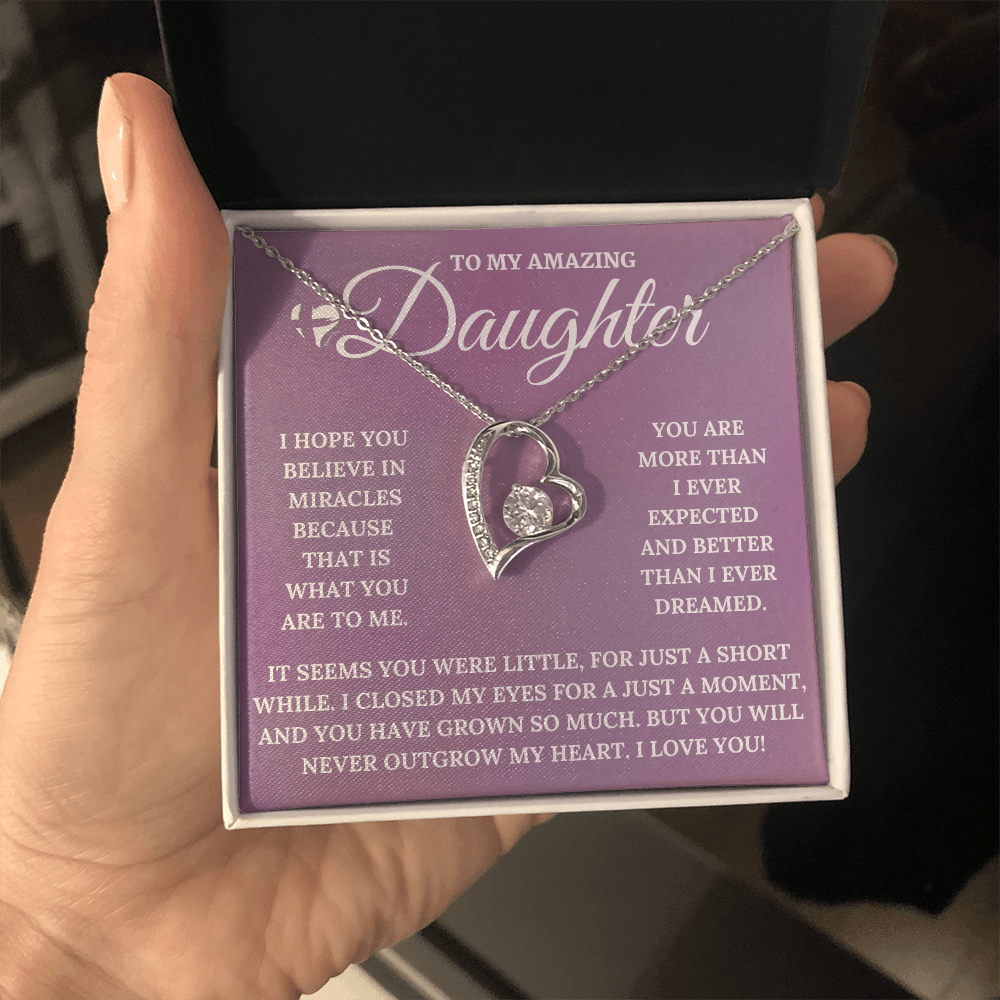 TO MY AMAZING
Daughter
I HOPE YOU
BELIEVE IN
MIRACLES
BECAUSE
THAT IS
WHAT YOU
ARE TO ME.
YOU ARE
MORE THAN
I EVER
EXPECTED
AND BETTER
THAN I EVER
DREAMED.
IT SEEMS YOU WERE LITTLE, FOR JUST A SHORT
WHILE. I CLOSED MY EYES FOR A JUST A MOMENT,
AND YOU HAVE GROWN SO MUCH. BUT YOU WILL
NEVER OUTGROW MY HEART. I LOVE YOU!